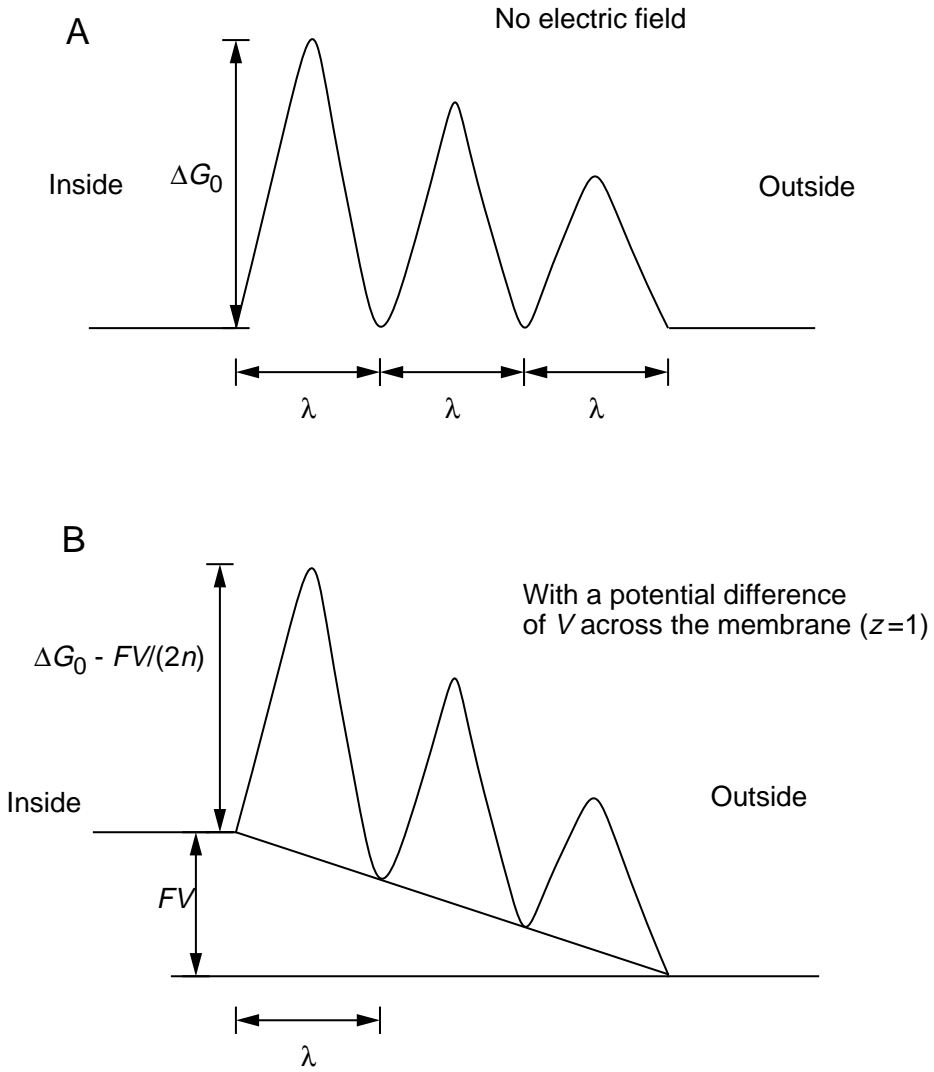 A
No electric field
Inside
ΔG0
Outside
λ
λ
λ
B
With a potential difference
of V across the membrane (z=1)
ΔG0 - FV/(2n)
Inside
Outside
FV
λ